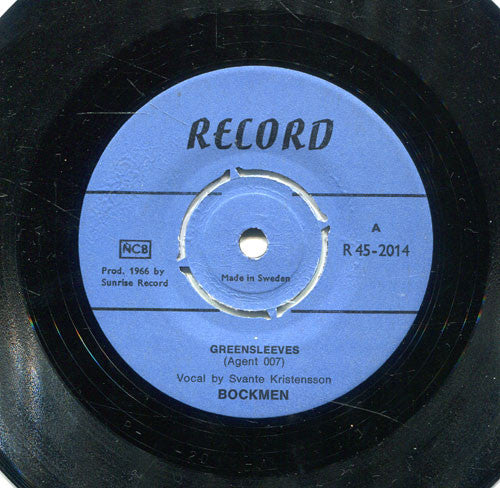 RECORD
NCB
Prod. 1966 by
Sunrise Record
A
R 45-2014
Made in Sweden
GREENSLEEVES
(Agent 007)
Vocal by Svante Kristensson
BOCKMEN